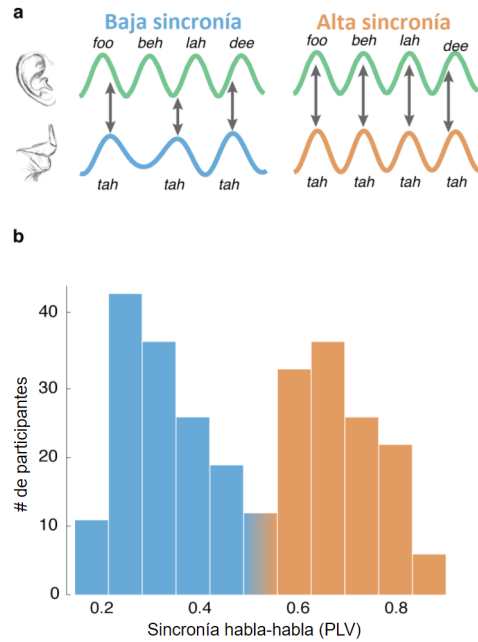 a
Baja sincronía
Alta sincronía
foo beh lah dee
foo beh lah dee
tah tah tah
tah tah tah tah
b
40
30
20
10
0
# de participantes
0.2 0.4 0.6 0.8
Sincronía habla-habla (PLV)